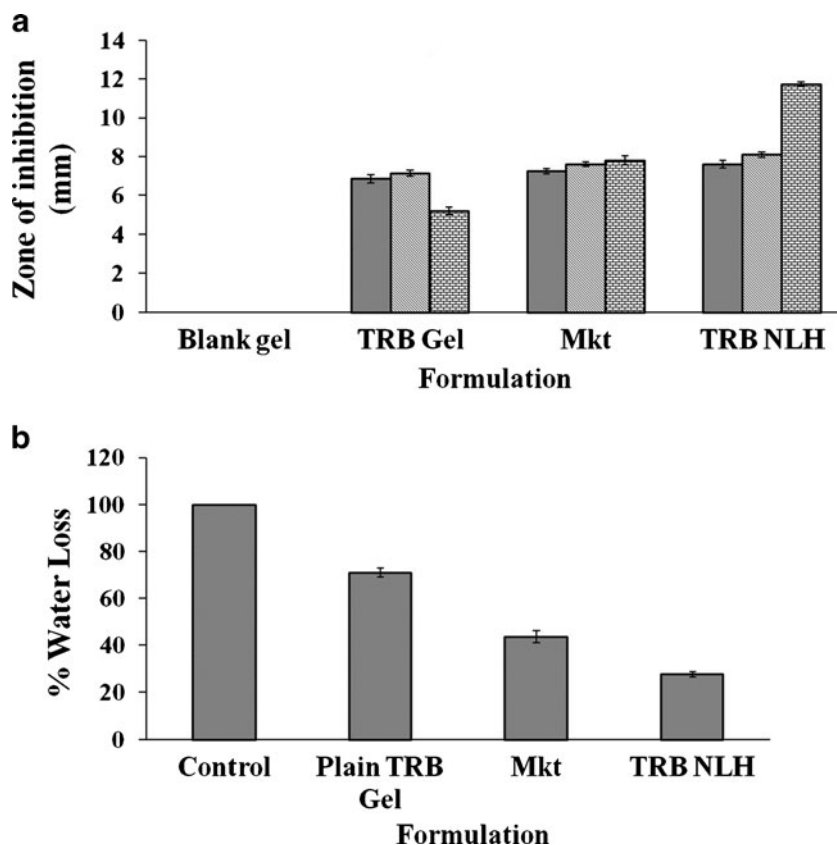 a
Zone of inhibition
(mm)
14
12
10
8
6
4
2
0
Blank gel TRB Gel Mkt TRB NLH
Formulation
b
% Water Loss
120
100
80
60
40
20
0
Control Plain TRB Mkt TRB NLH
Gel
Formulation